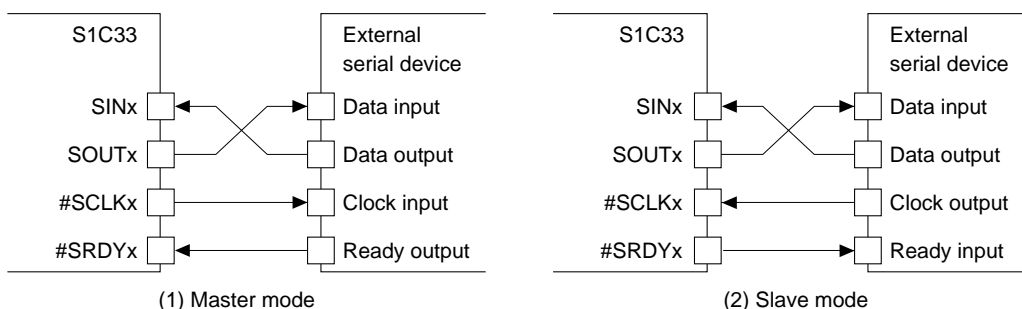 S1C33
External
serial device
SINx
Data input
SOUTx
Data output
#SCLKx
Clock input
#SRDYx
Ready output
(1) Master mode
S1C33
External
serial device
SINx
Data input
SOUTx
Data output
#SCLKx
Clock output
#SRDYx
Ready input
(2) Slave mode